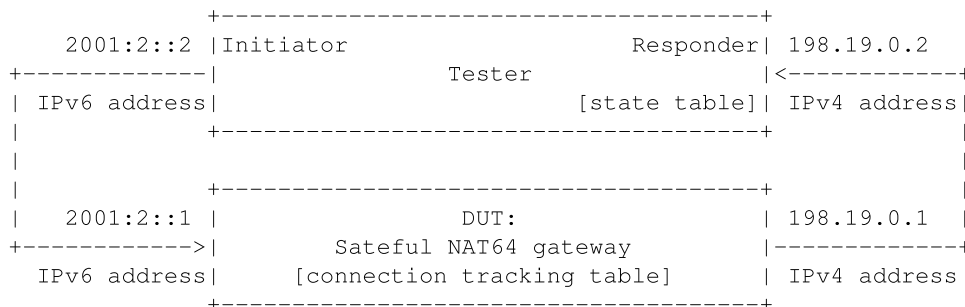 2001:2::2 Initiator Responder 198.19.0.2
Tester
IPv6 address [state table] IPv4 address
2001:2::1 DUT: 198.19.0.1
Sateful NAT64 gateway
IPv6 address [connection tracking table] IPv4 address